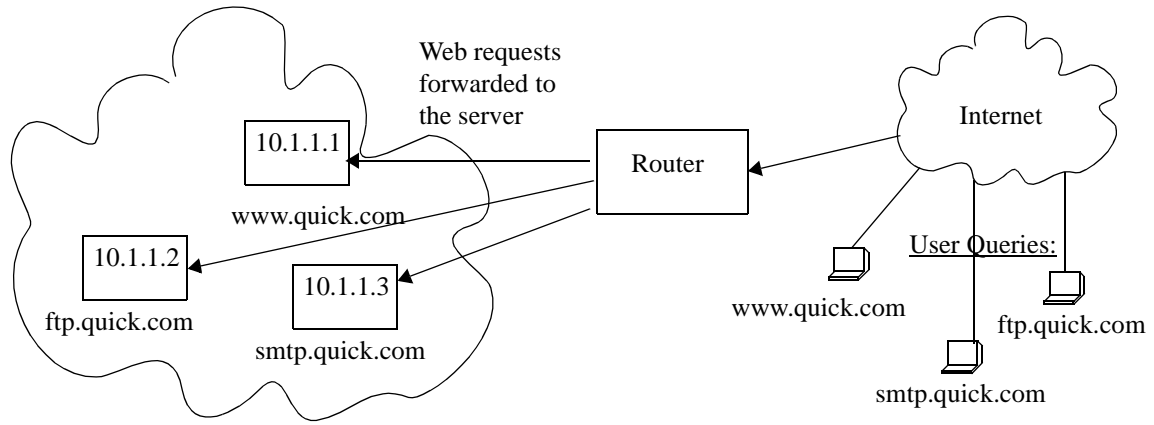 Web requests
forwarded to
the server
10.1.1.1
www.quick.com
10.1.1.2
ftp.quick.com
10.1.1.3
smtp.quick.com
Router
Internet
User Queries:
www.quick.com
ftp.quick.com
smtp.quick.com